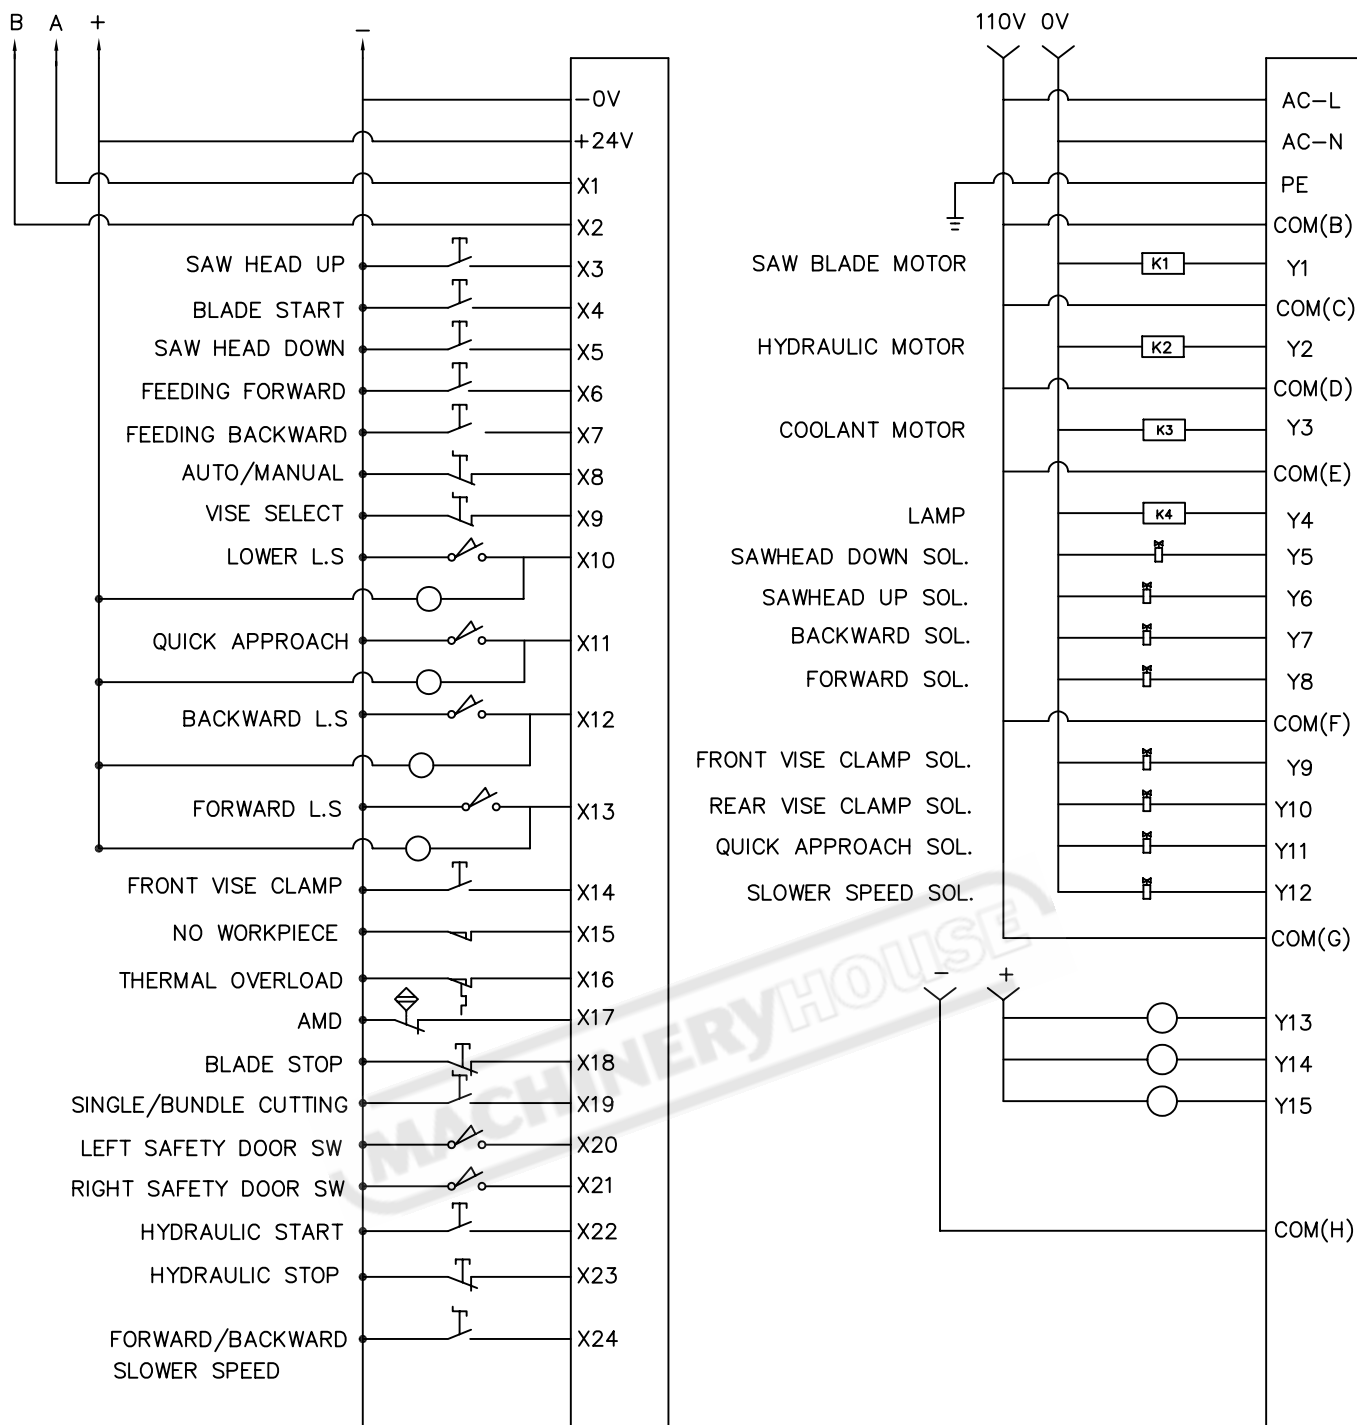 B A + −
−0V
+24V
X1
X2
SAW HEAD UP X3
BLADE START X4
SAW HEAD DOWN X5
FEEDING FORWARD X6
FEEDING BACKWARD X7
AUTO/MANUAL X8
VISE SELECT X9
LOWER L.S X10
QUICK APPROACH X11
BACKWARD L.S X12
FORWARD L.S X13
FRONT VISE CLAMP X14
NO WORKPIECE X15
THERMAL OVERLOAD X16
AMD X17
BLADE STOP X18
SINGLE/BUNDLE CUTTING X19
LEFT SAFETY DOOR SW X20
RIGHT SAFETY DOOR SW X21
HYDRAULIC START X22
HYDRAULIC STOP X23
FORWARD/BACKWARD X24
SLOWER SPEED
110V 0V
AC−L
AC−N
PE
COM(B)
SAW BLADE MOTOR K1 Y1
COM(C)
HYDRAULIC MOTOR K2 Y2
COM(D)
COOLANT MOTOR K3 Y3
COM(E)
LAMP K4 Y4
SAWHEAD DOWN SOL. Y5
SAWHEAD UP SOL. Y6
BACKWARD SOL. Y7
FORWARD SOL. Y8
COM(F)
FRONT VISE CLAMP SOL. Y9
REAR VISE CLAMP SOL. Y10
QUICK APPROACH SOL. Y11
SLOWER SPEED SOL. Y12
COM(G)
− +
Y13
Y14
Y15
COM(H)
MACHINERYHOUSE